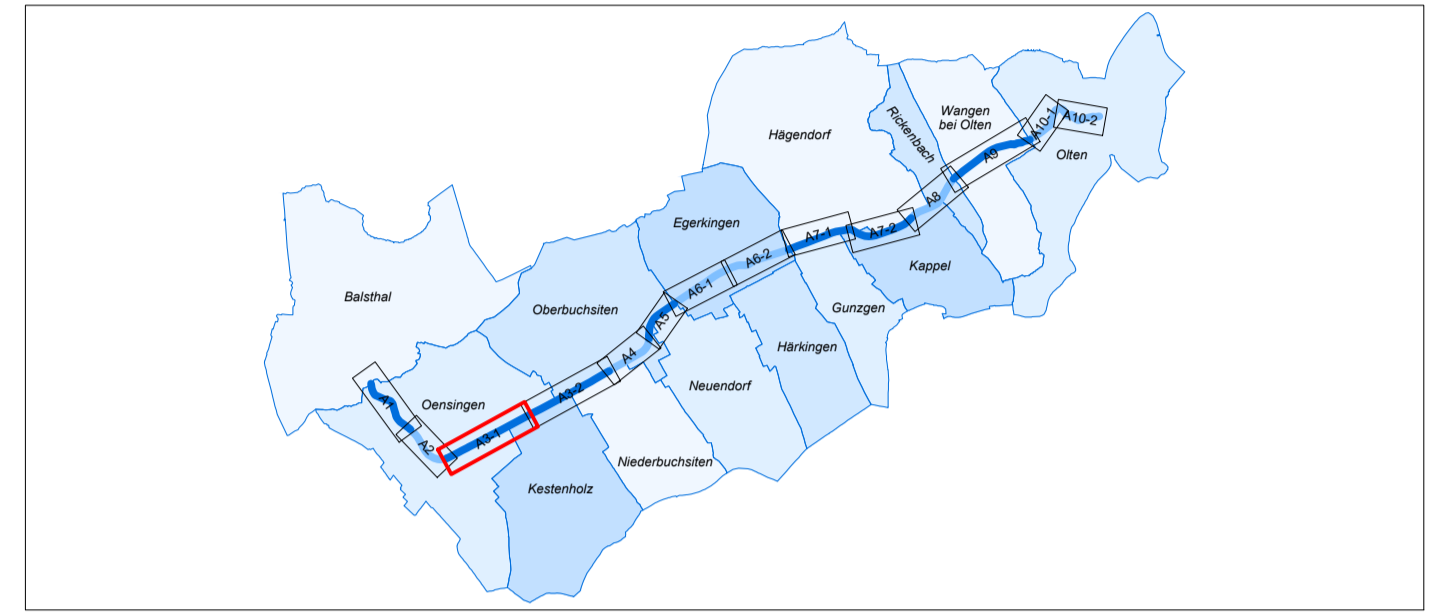 Hägendorf
Rickenbach
Wangen
bei Olten
A10-1
A10-2
Olten
A9
A8
Egerkingen
A7-1
A7-2
A6-2
A6-1
Kappel
Balsthal
Oberbuchsiten
A5
Gunzgen
Härkingen
A4
Neuendorf
A3-2
A1
Oensingen
A2
A3-1
Niederbuchsiten
Kestenholz